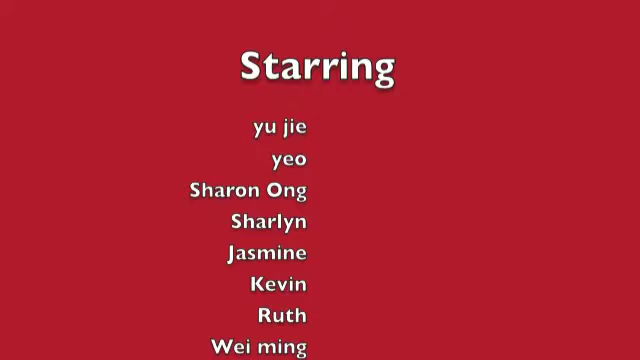 Starring
yu jie
yeo
Sharon Ong
Sharlyn
Jasmine
Kevin
Ruth
Wei ming